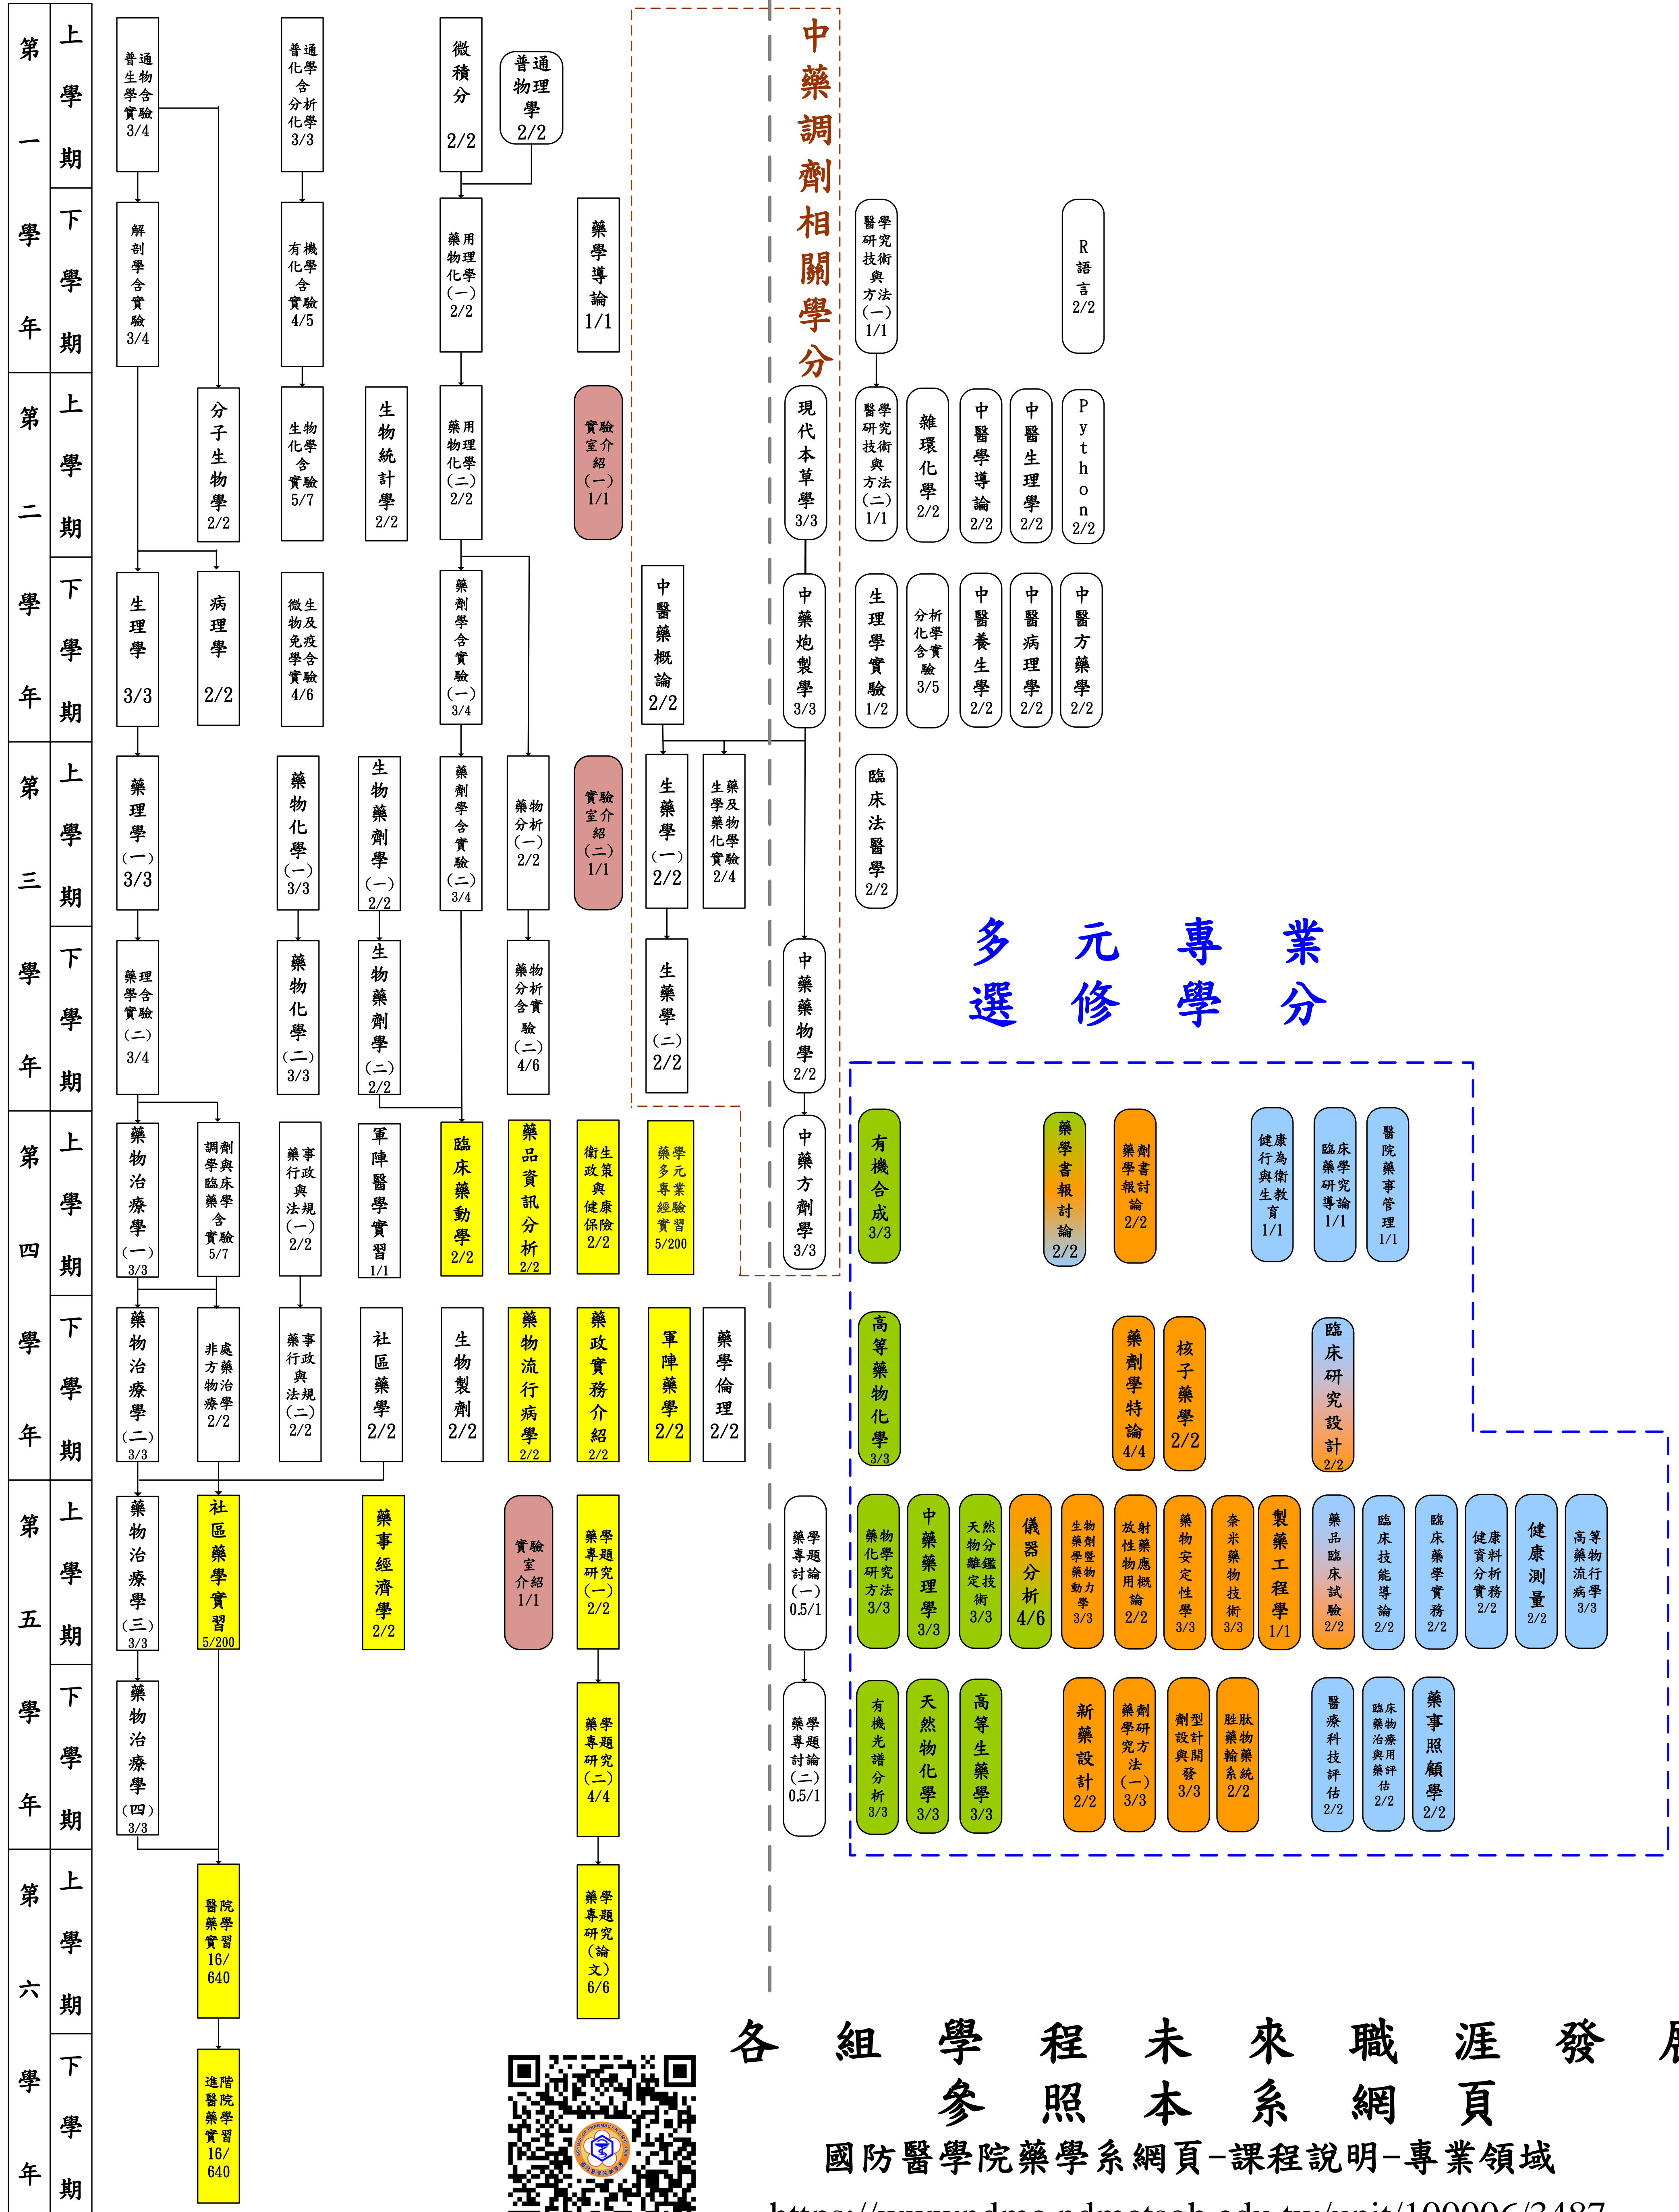 中藥調劑相關學分
第一學年
上學期
普通生物學含實驗
3/4
普通化學含分析化學
3/3
微積分
2/2
普通物理學
2/2
下學期
解剖學含實驗
3/4
有機化學含實驗
4/5
藥用物理化學(一)
2/2
藥學導論
1/1
醫學研究技術與方法(一)
1/1
R語言
2/2
第二學年
上學期
分子生物學
2/2
生物化學含實驗
5/7
生物統計學
2/2
藥用物理化學(二)
2/2
實驗室介紹(一)
1/1
現代本草學
3/3
醫學研究技術與方法(二)
1/1
雜環化學
2/2
中醫學導論
2/2
中醫生理學
2/2
Python
2/2
下學期
生理學
3/3
病理學
2/2
微生物及免疫學含實驗
4/6
藥劑學含實驗(一)
3/4
中醫藥概論
2/2
中藥炮製學
3/3
生理學實驗
1/2
分析化學含實驗
3/5
中醫養生學
2/2
中醫病理學
2/2
中醫方藥學
2/2
第三學年
上學期
藥理學(一)
3/3
藥物化學(一)
3/3
生物藥劑學(一)
2/2
藥劑學含實驗(二)
3/4
藥物分析(一)
2/2
實驗室介紹(二)
1/1
生藥學(一)
2/2
生藥學及藥物化學實驗
2/4
臨床法醫學
2/2
下學期
藥理學含實驗(二)
3/4
藥物化學(二)
3/3
生物藥劑學(二)
2/2
藥物分析含實驗(二)
4/6
生藥學(二)
2/2
中藥藥物學
2/2
多元專業
選修學分
第四學年
上學期
藥物治療學(一)
3/3
調劑學與臨床藥學含實驗
5/7
藥事行政與法規(一)
2/2
軍陣醫學實習
1/1
臨床藥動學
2/2
藥品資訊分析
2/2
衛生政策與健康保險
2/2
藥學多元專業經驗實習
5/200
中藥方劑學
3/3
有機合成
3/3
藥學書報討論
2/2
藥劑學書報討論
2/2
健康行為與衛生教育
1/1
臨床藥學研究導論
1/1
醫院藥事管理
1/1
下學期
藥物治療學(二)
3/3
非處方藥物治療學
2/2
藥事行政與法規(二)
2/2
社區藥學
2/2
生物製劑
2/2
藥物流行病學
2/2
藥政實務介紹
2/2
軍陣藥學
2/2
藥學倫理
2/2
高等藥物化學
3/3
藥劑學特論
4/4
核子藥學
2/2
臨床研究設計
2/2
第五學年
上學期
藥物治療學(三)
3/3
社區藥學實習
5/200
藥事經濟學
2/2
實驗室介紹
1/1
藥學專題研究(一)
2/2
藥學專題討論(一)
0.5/1
藥物化學研究方法
3/3
中藥藥理學
3/3
天然物分離鑑定技術
3/3
儀器分析
4/6
生物藥劑學暨藥物動力學
3/3
放射性藥物應用概論
2/2
藥物安定性學
3/3
奈米藥物技術
3/3
製藥工程學
1/1
藥品臨床試驗
2/2
臨床技能導論
2/2
臨床藥學實務
2/2
健康資料分析實務
2/2
健康測量
2/2
高等藥物流行病學
3/3
下學期
藥物治療學(四)
3/3
藥學專題研究(二)
4/4
藥學專題討論(二)
0.5/1
有機光譜分析
3/3
天然物化學
3/3
高等生藥學
3/3
新藥設計
2/2
藥劑學研究方法(一)
3/3
劑型設計與開發
3/3
胜肽藥物輸藥系統
2/2
醫療科技評估
2/2
臨床藥物治療與用藥評估
2/2
藥事照顧學
2/2
第六學年
上學期
醫院藥學實習
16/640
藥學專題研究(論文)
6/6
下學期
進階醫院藥學實習
16/640
各組學程未來職涯發展
參照本系網頁
國防醫學院藥學系網頁-課程說明-專業領域